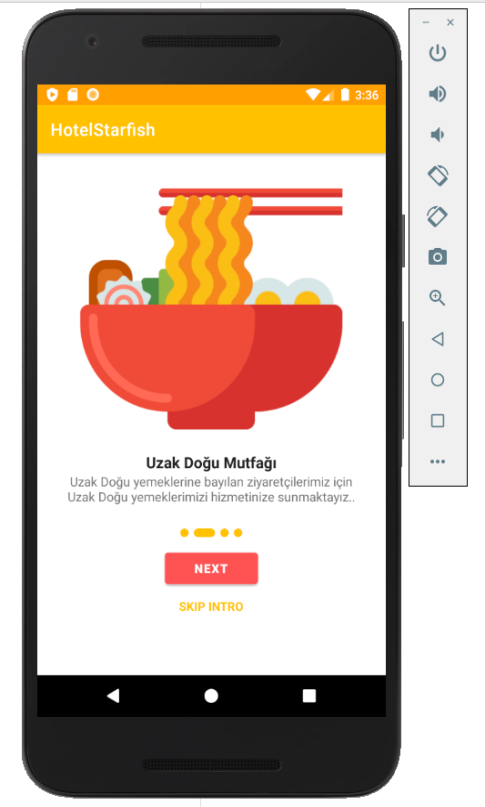 3:36
HotelStarfish
Uzak Doğu Mutfağı
Uzak Doğu yemeklerine bayılan ziyaretçilerimiz için
Uzak Doğu yemeklerimizi hizmetinize sunmaktayız..
NEXT
SKIP INTRO